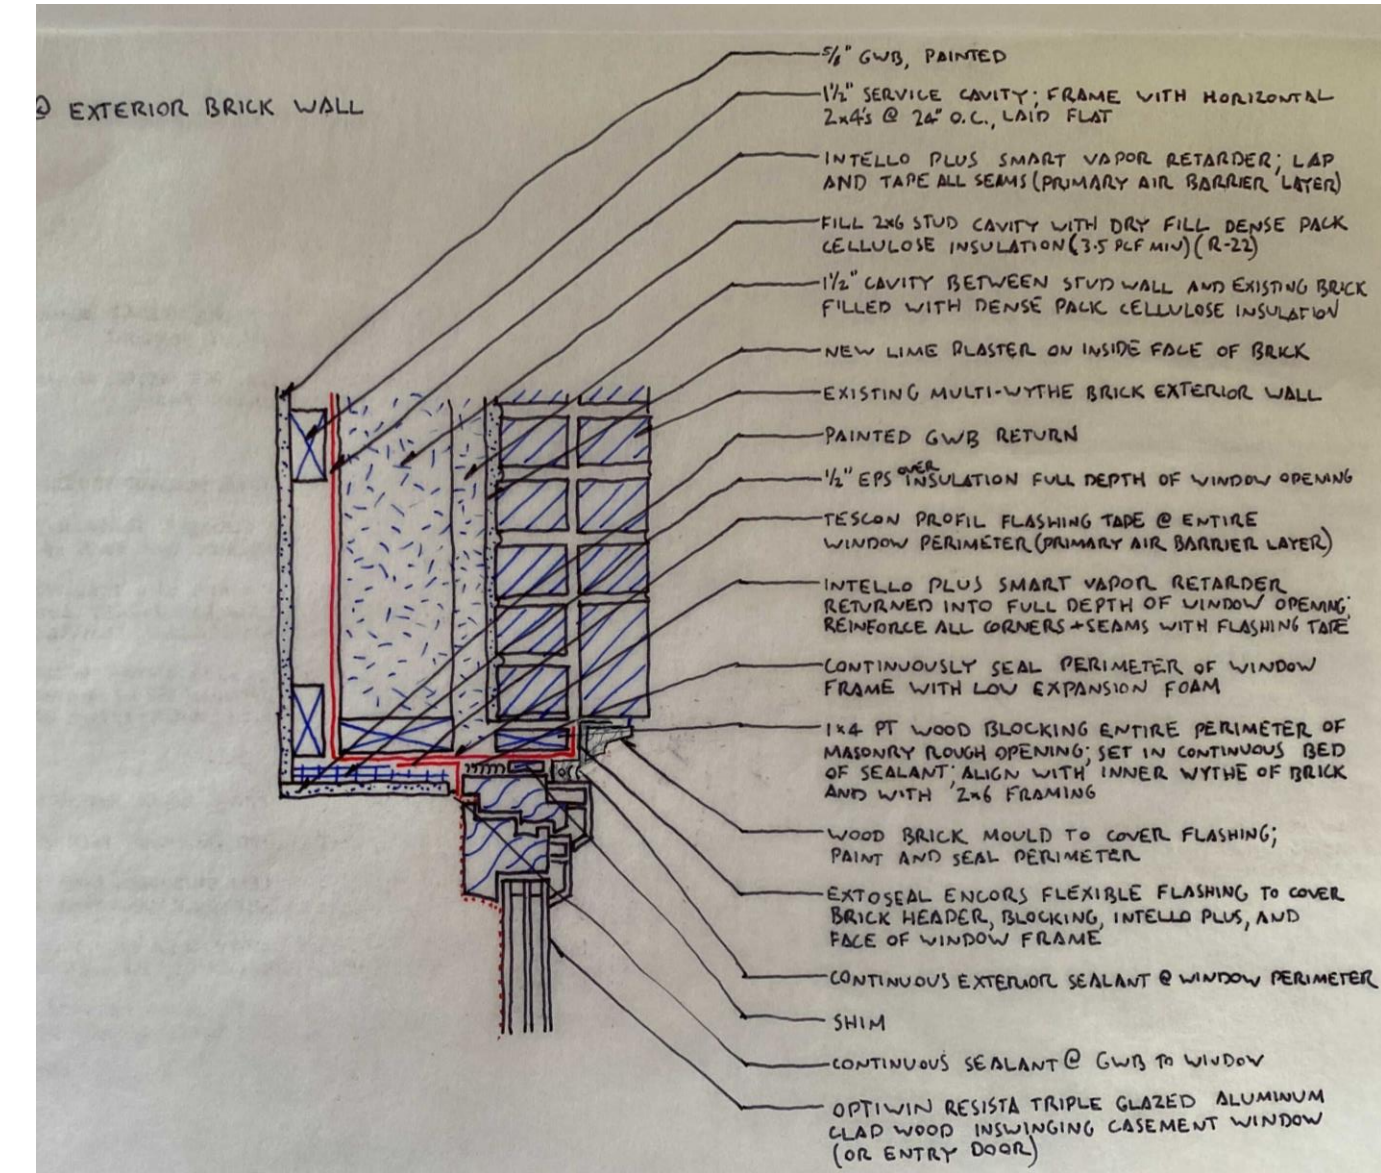 @ EXTERIOR BRICK WALL
5/8" GWB, PAINTED
1 1/2" SERVICE CAVITY; FRAME WITH HORIZONTAL
2x4's @ 24" O.C., LAID FLAT
INTELLO PLUS SMART VAPOR RETARDER; LAP
AND TAPE ALL SEAMS (PRIMARY AIR BARRIER LAYER)
FILL 2x6 STUD CAVITY WITH DRY FILL DENSE PACK
CELLULOSE INSULATION (3.5 PCF MIN) (R-22)
1 1/2" CAVITY BETWEEN STUD WALL AND EXISTING BRICK
FILLED WITH DENSE PACK CELLULOSE INSULATION
NEW LIME PLASTER ON INSIDE FACE OF BRICK
EXISTING MULTI-WYTHE BRICK EXTERIOR WALL
PAINTED GWB RETURN
1/2" EPS OVER INSULATION FULL DEPTH OF WINDOW OPENING
TESCON PROFIL FLASHING TAPE @ ENTIRE
WINDOW PERIMETER (PRIMARY AIR BARRIER LAYER)
INTELLO PLUS SMART VAPOR RETARDER
RETURNED INTO FULL DEPTH OF WINDOW OPENING;
REINFORCE ALL CORNERS + SEAMS WITH FLASHING TAPE
CONTINUOUSLY SEAL PERIMETER OF WINDOW
FRAME WITH LOW EXPANSION FOAM
1x4 PT WOOD BLOCKING ENTIRE PERIMETER OF
MASONRY ROUGH OPENING; SET IN CONTINUOUS BED
OF SEALANT; ALIGN WITH INNER WYTHE OF BRICK
AND WITH 2x6 FRAMING
WOOD BRICK MOULD TO COVER FLASHING;
PAINT AND SEAL PERIMETER
EXTOSEAL ENCORS FLEXIBLE FLASHING TO COVER
BRICK HEADER, BLOCKING, INTELLO PLUS, AND
FACE OF WINDOW FRAME
CONTINUOUS EXTERIOR SEALANT @ WINDOW PERIMETER
SHIM
CONTINUOUS SEALANT @ GWB TO WINDOW
OPTIWIN RESISTA TRIPLE GLAZED ALUMINUM
CLAD WOOD INSWINGING CASEMENT WINDOW
(OR ENTRY DOOR)